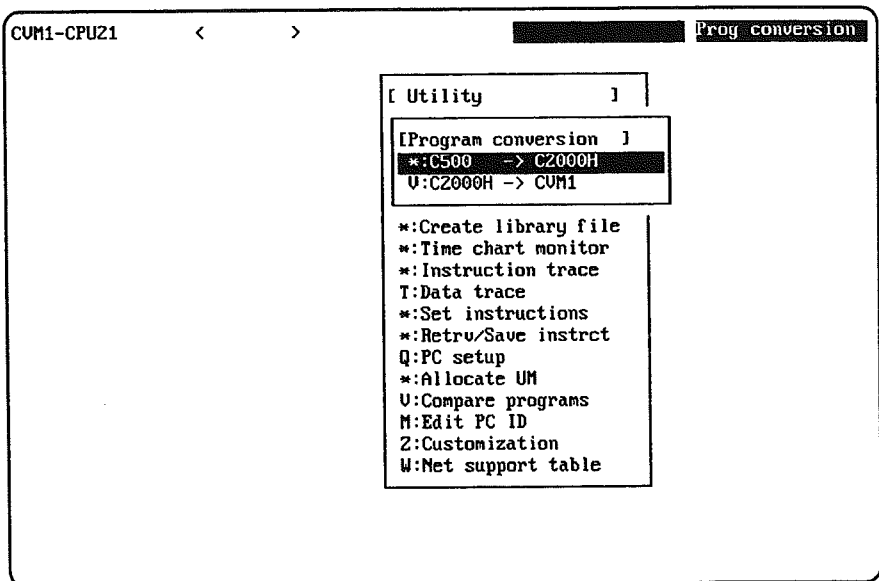 CVM1-CPU21 < > Prog conversion
[ Utility ]
[Program conversion ]
*:C500 -> C2000H
V:C2000H -> CVM1
*:Create library file
*:Time chart monitor
*:Instruction trace
T:Data trace
*:Set instructions
*:Retrv/Save instrct
Q:PC setup
*:Allocate UM
V:Compare programs
M:Edit PC ID
Z:Customization
W:Net support table